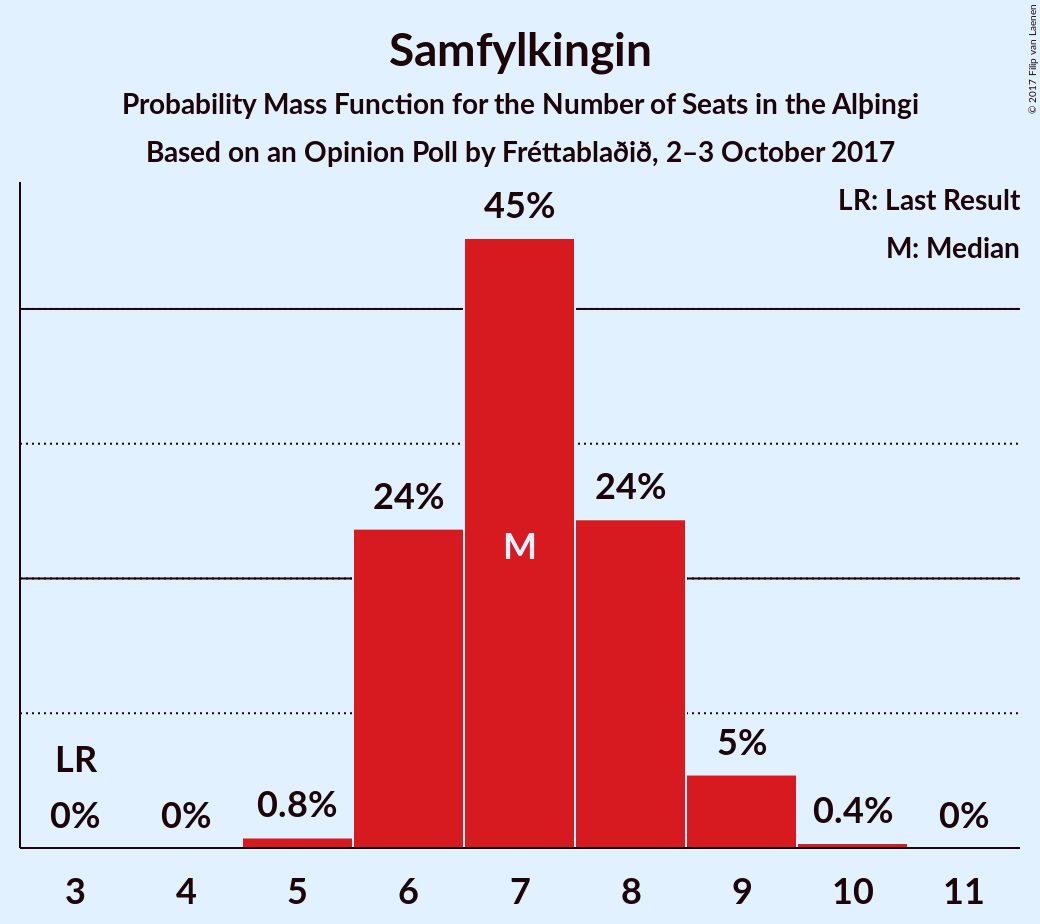 Samfylkingin
Probability Mass Function for the Number of Seats in the Alþingi
Based on an Opinion Poll by Fréttablaðið, 2–3 October 2017
© 2017 Filip van Laenen
LR: Last Result
M: Median
45%
24%
24%
M
5%
LR
0%
0%
0.8%
0.4%
0%
3
4
5
6
7
8
9
10
11